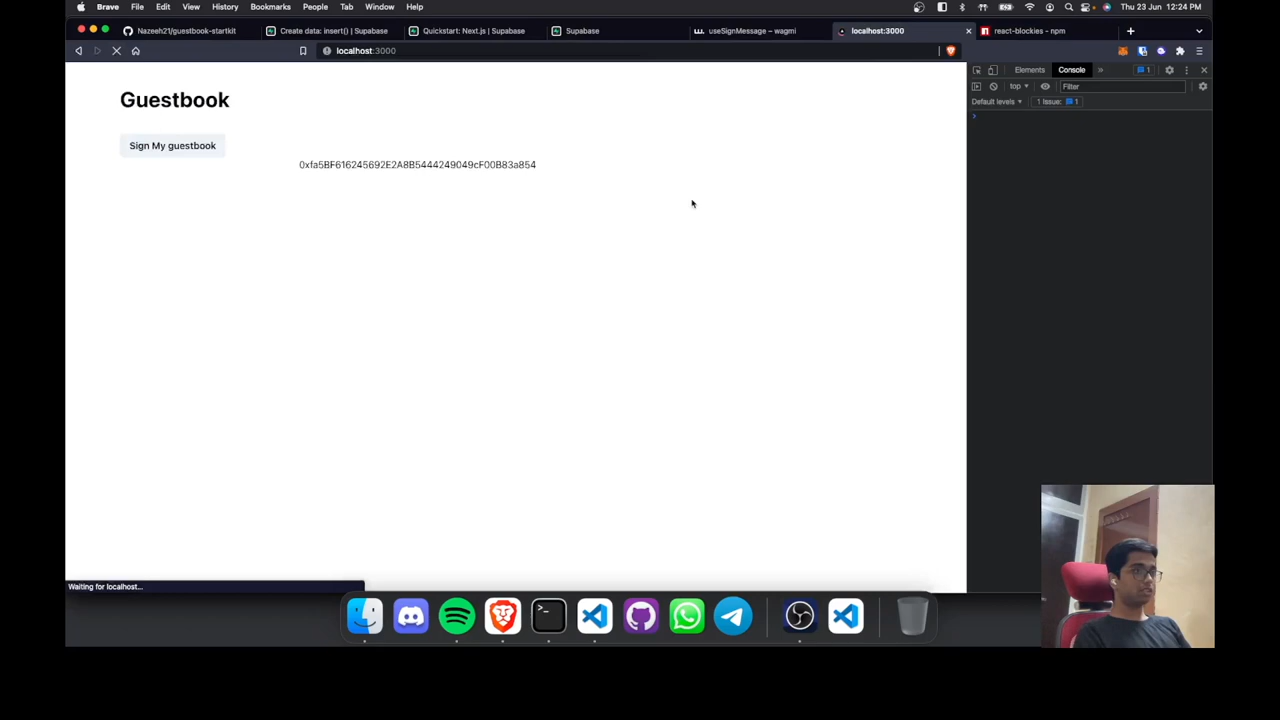 Brave File Edit View History Bookmarks People Tab Window Help Thu 23 Jun 12:24 PM
Nazeeh21/guestbook-startkit Create data: insert() | Supabase Quickstart: Next.js | Supabase Supabase useSignMessage – wagmi localhost:3000 react-blockies - npm
localhost:3000
Elements Console 1
top Filter
Default levels 1 Issue: 1
Guestbook
Sign My guestbook
0xfa5BF616245692E2A8B5444249049cF00B83a854
Waiting for localhost...